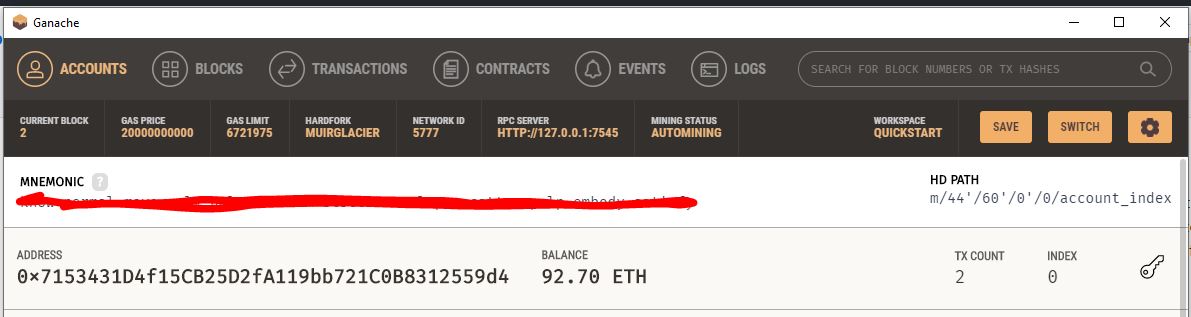 Ganache
ACCOUNTS BLOCKS TRANSACTIONS CONTRACTS EVENTS LOGS SEARCH FOR BLOCK NUMBERS OR TX HASHES
CURRENT BLOCK GAS PRICE GAS LIMIT HARDFORK NETWORK ID RPC SERVER MINING STATUS WORKSPACE
2 20000000000 6721975 MUIRGLACIER 5777 HTTP://127.0.0.1:7545 AUTOMINING QUICKSTART SAVE SWITCH
MNEMONIC ? HD PATH
m/44'/60'/0'/0/account_index
ADDRESS BALANCE TX COUNT INDEX
0×7153431D4f15CB25D2fA119bb721C0B8312559d4 92.70 ETH 2 0